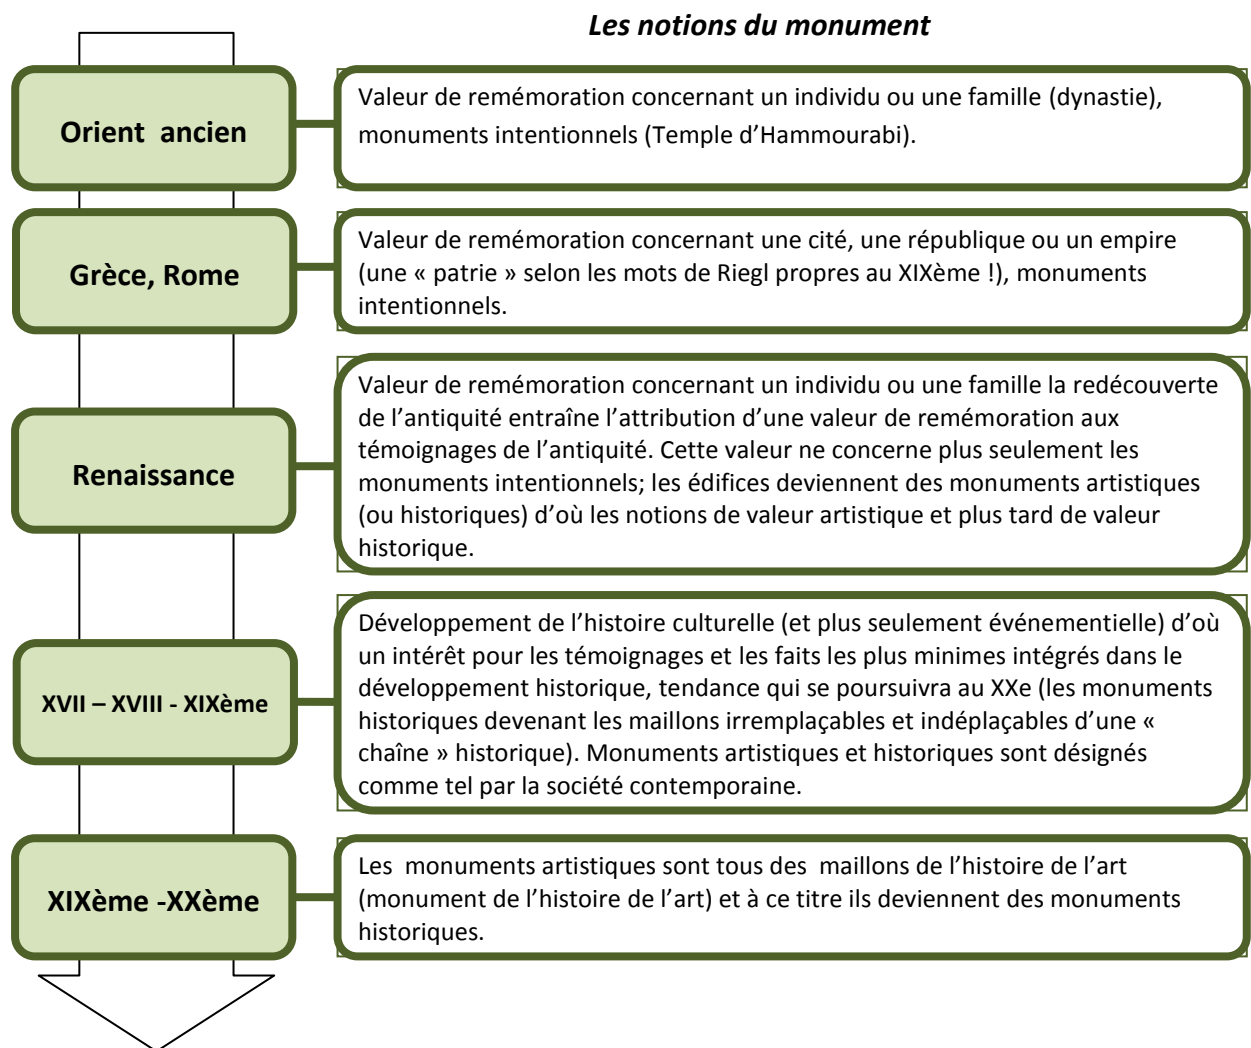 Les notions du monument
Orient ancien
Valeur de remémoration concernant un individu ou une famille (dynastie),
monuments intentionnels (Temple d’Hammourabi).
Grèce, Rome
Valeur de remémoration concernant une cité, une république ou un empire
(une « patrie » selon les mots de Riegl propres au XIXème !), monuments
intentionnels.
Renaissance
Valeur de remémoration concernant un individu ou une famille la redécouverte
de l’antiquité entraîne l’attribution d’une valeur de remémoration aux
témoignages de l’antiquité. Cette valeur ne concerne plus seulement les
monuments intentionnels; les édifices deviennent des monuments artistiques
(ou historiques) d’où les notions de valeur artistique et plus tard de valeur
historique.
XVII – XVIII - XIXème
Développement de l’histoire culturelle (et plus seulement événementielle) d’où
un intérêt pour les témoignages et les faits les plus minimes intégrés dans le
développement historique, tendance qui se poursuivra au XXe (les monuments
historiques devenant les maillons irremplaçables et indéplaçables d’une «
chaîne » historique). Monuments artistiques et historiques sont désignés
comme tel par la société contemporaine.
XIXème -XXème
Les monuments artistiques sont tous des maillons de l’histoire de l’art
(monument de l’histoire de l’art) et à ce titre ils deviennent des monuments
historiques.